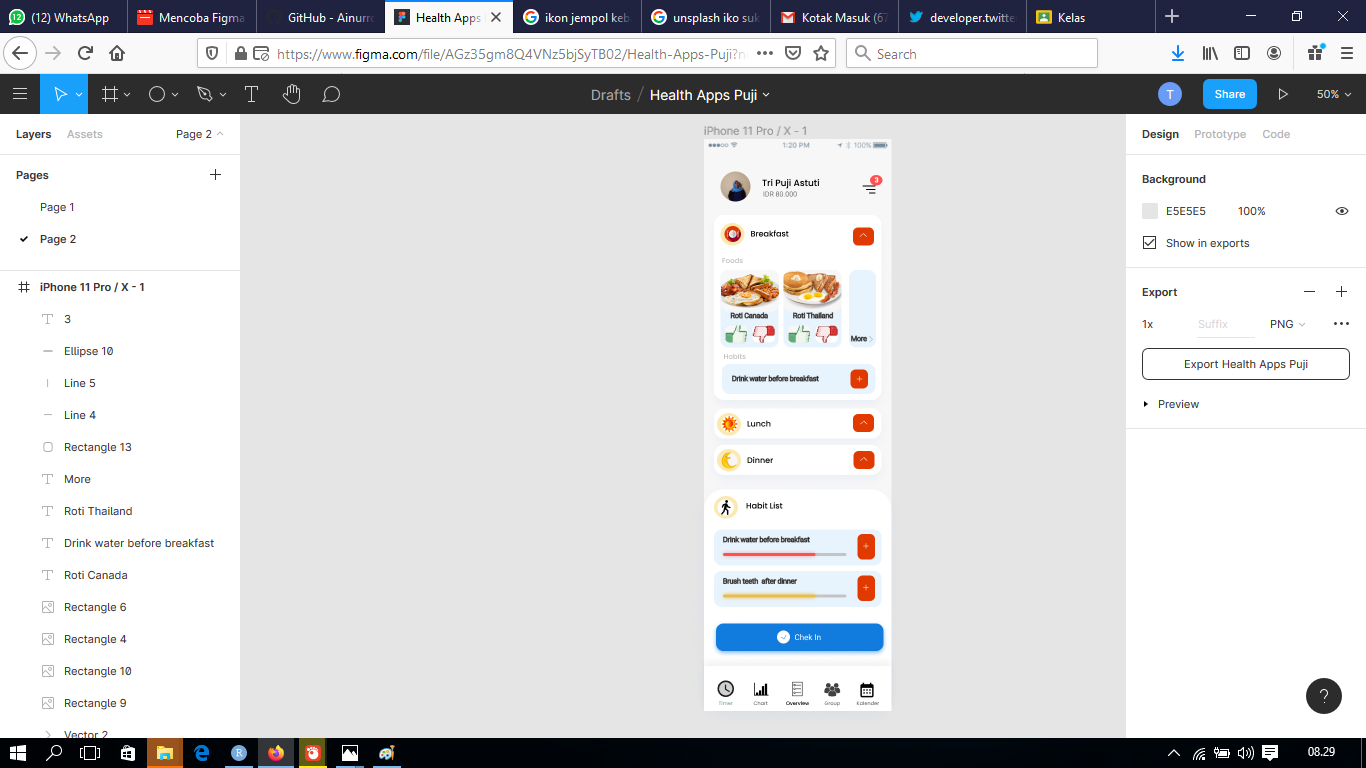 (12) WhatsApp
Mencoba Figma
GitHub - Ainurro
Health Apps
ikon jempol keb
unsplash iko suk
Kotak Masuk (67
developer.twitte
Kelas
https://www.figma.com/file/AGz35gm8Q4VNz5bjSyTB02/Health-Apps-Puji?n
Search
Drafts / Health Apps Puji
T
Share
50%
Layers
Assets
Page 2
Pages
Page 1
Page 2
iPhone 11 Pro / X - 1
3
Ellipse 10
Line 5
Line 4
Rectangle 13
More
Roti Thailand
Drink water before breakfast
Roti Canada
Rectangle 6
Rectangle 4
Rectangle 10
Rectangle 9
Vector 2
iPhone 11 Pro / X - 1
1:20 PM
100%
Tri Puji Astuti
IDR 80.000
3
Breakfast
Foods
Roti Canada
Roti Thailand
More
Habits
Drink water before breakfast
Lunch
Dinner
Habit List
Drink water before breakfast
Brush teeth after dinner
Chek In
Timer
Chart
Overview
Group
Kalender
Design
Prototype
Code
Background
E5E5E5
100%
Show in exports
Export
1x
Suffix
PNG
Export Health Apps Puji
Preview
?
08.29